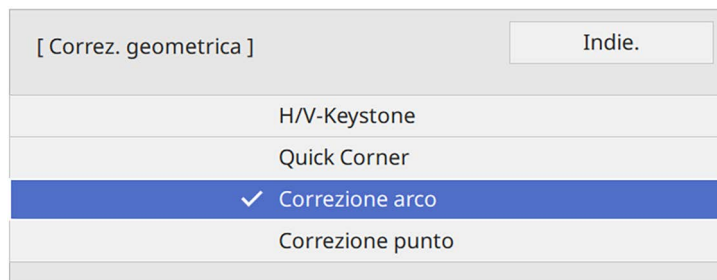 [ Correz. geometrica ]
Indie.
H/V-Keystone
Quick Corner
Correzione arco
Correzione punto